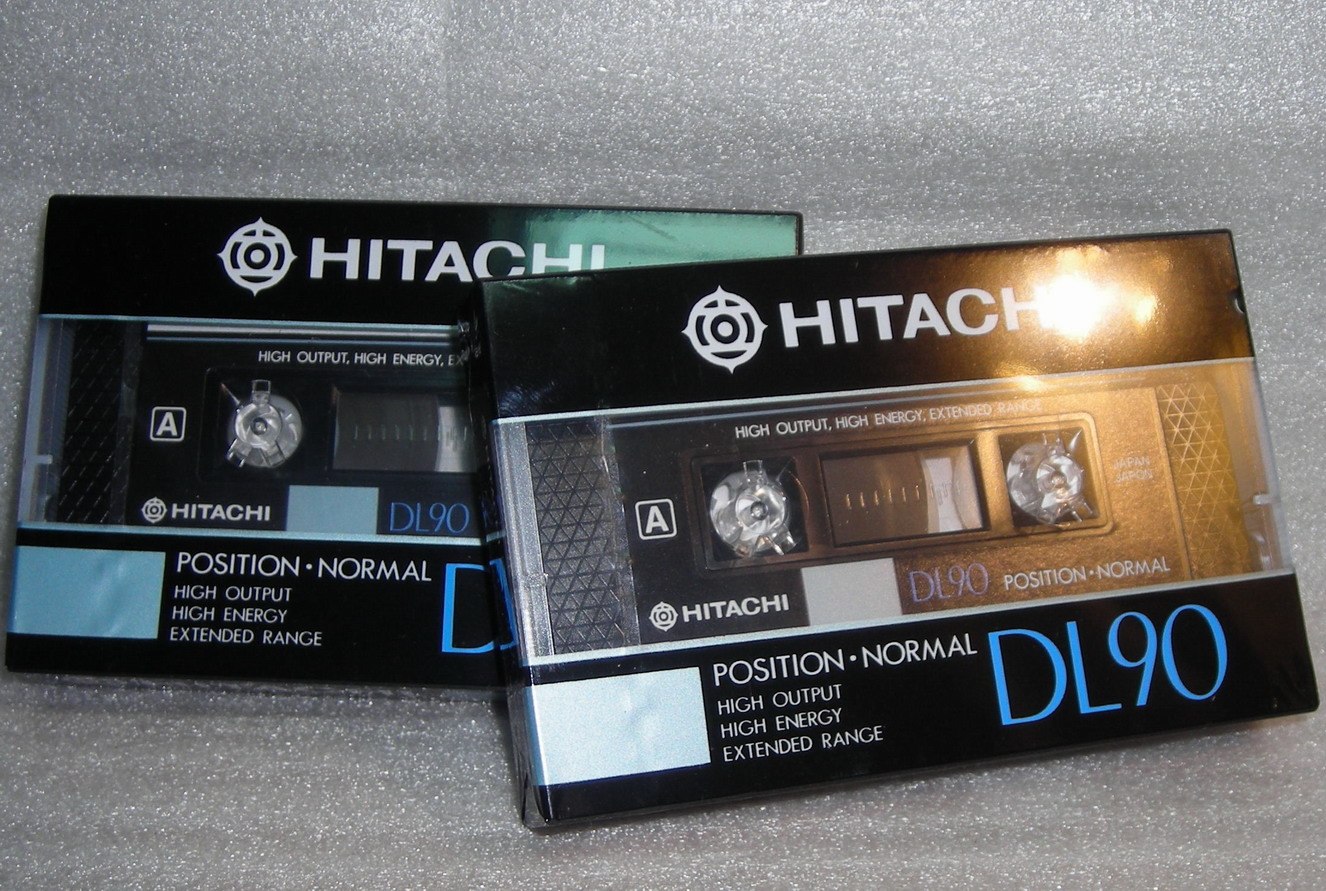 HITACHI
HIGH OUTPUT, HIGH ENERGY,
A
HITACHI
DL90
POSITION・NORMAL
HIGH OUTPUT
HIGH ENERGY
EXTENDED RANGE
HITACHI
HIGH OUTPUT, HIGH ENERGY, EXTENDED RANGE
A
JAPAN
JAPON
HITACHI
DL90 POSITION・NORMAL
POSITION・NORMAL
HIGH OUTPUT
HIGH ENERGY
EXTENDED RANGE
DL90